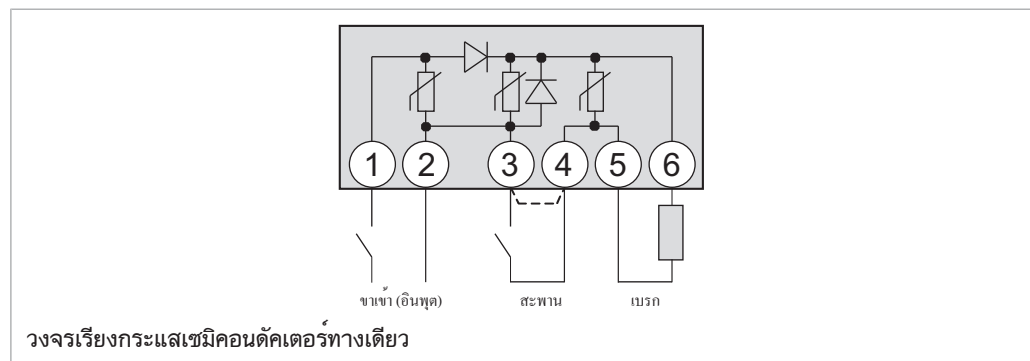 1 2 3 4 5 6
ขาเข้า (อินพุต) สะพาน เบรก
วงจรเรียงกระแสเซมิคอนดัคเตอร์ทางเดียว